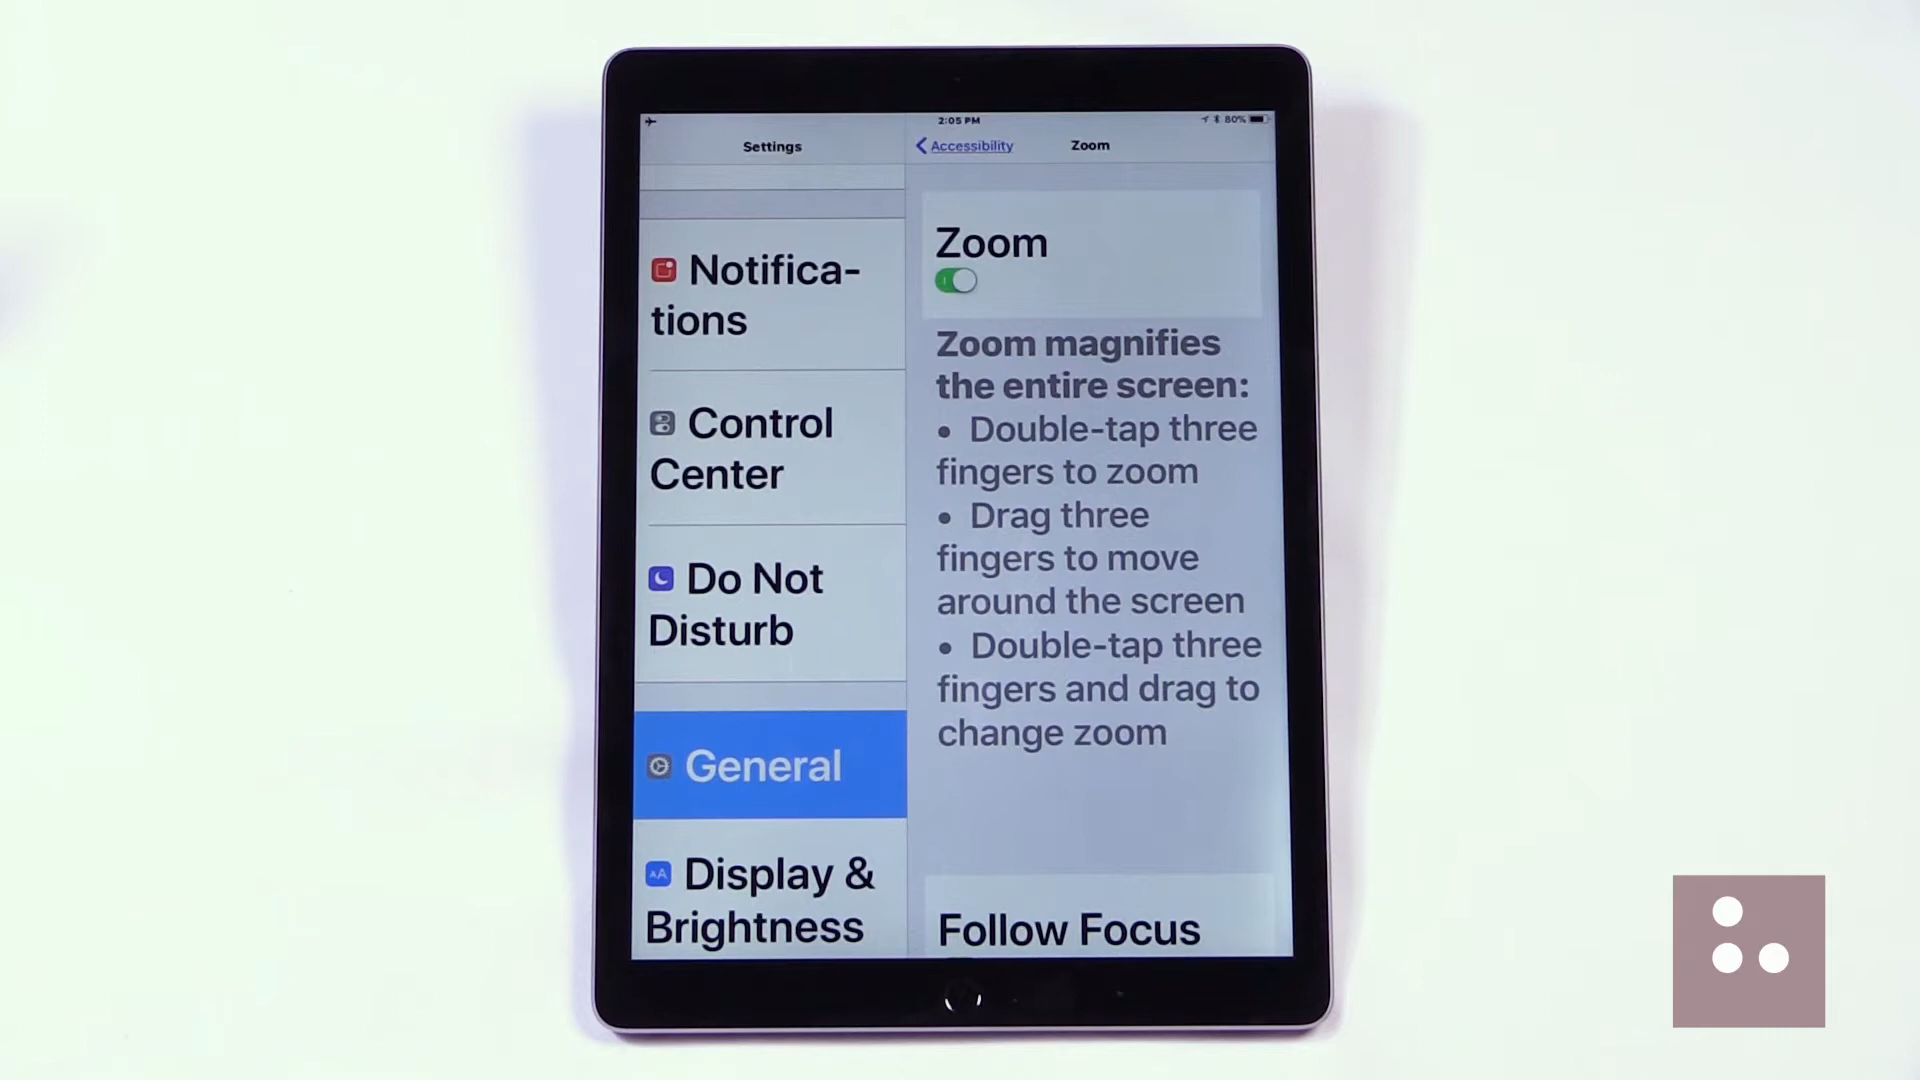 2:05 PM
80%
Settings
Accessibility
Zoom
Notifica-
tions
Control
Center
Do Not
Disturb
General
AA
Display &
Brightness
Zoom
Zoom magnifies
the entire screen:
• Double-tap three
fingers to zoom
• Drag three
fingers to move
around the screen
• Double-tap three
fingers and drag to
change zoom
Follow Focus